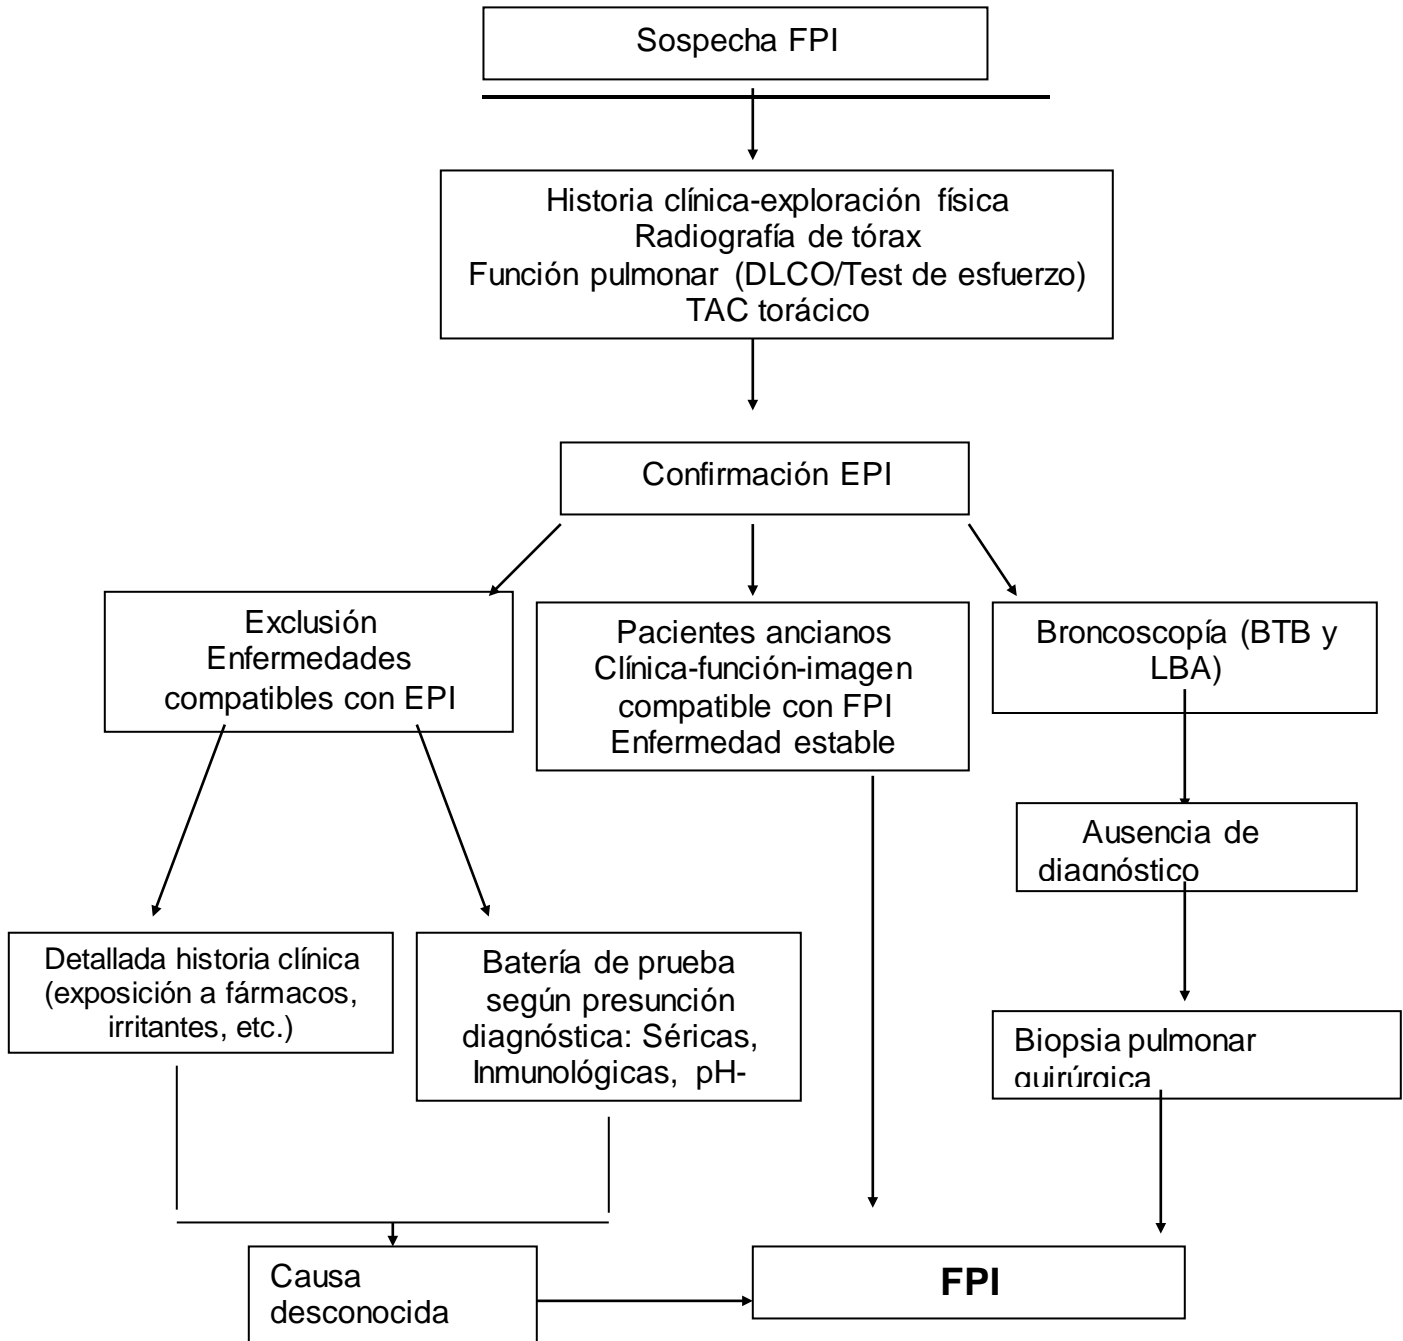 Sospecha FPI
Historia clínica-exploración física
Radiografía de tórax
Función pulmonar (DLCO/Test de esfuerzo)
TAC torácico
Confirmación EPI
Exclusión
Enfermedades
compatibles con EPI
Pacientes ancianos
Clínica-función-imagen
compatible con FPI
Enfermedad estable
Broncoscopía (BTB y
LBA)
Ausencia de
diagnóstico
Detallada historia clínica
(exposición a fármacos,
irritantes, etc.)
Batería de prueba
según presunción
diagnóstica: Séricas,
Inmunológicas, pH-
Biopsia pulmonar
quirúrgica
Causa
desconocida
FPI